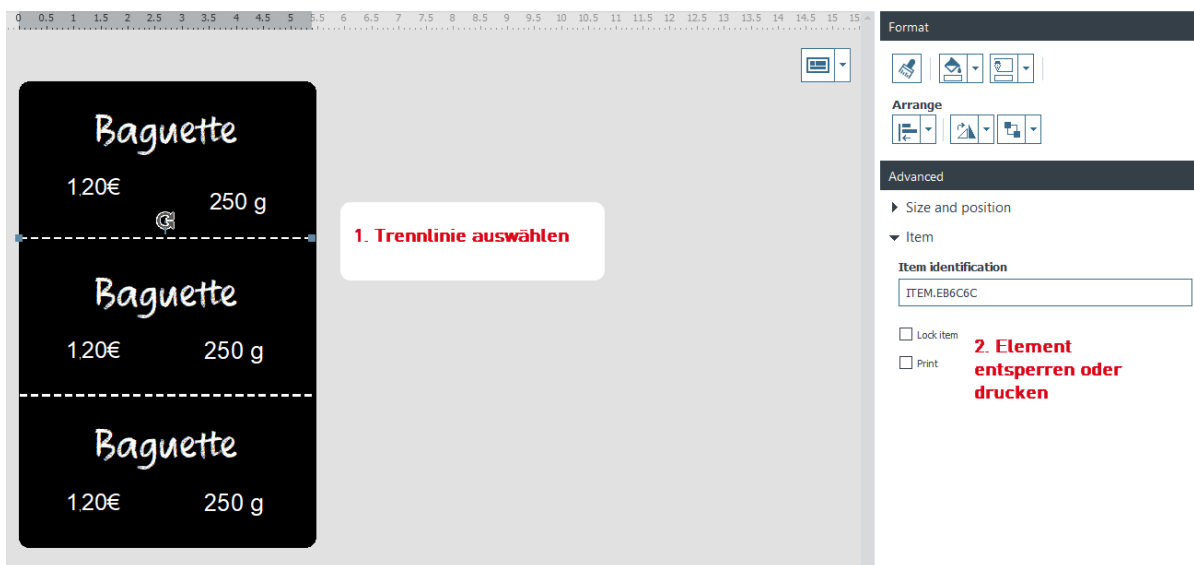 0 0.5 1 1.5 2 2.5 3 3.5 4 4.5 5 5.5 6 6.5 7 7.5 8 8.5 9 9.5 10 10.5 11 11.5 12 12.5 13 13.5 14 14.5 15 15
Format
Arrange
Baguette
1,20€
250 g
1. Trennlinie auswählen
Baguette
1,20€ 250 g
Baguette
1,20€ 250 g
Advanced
Size and position
Item
Item identification
ITEM.EB6C6C
Lock item
Print
2. Element
entsperren oder
drucken